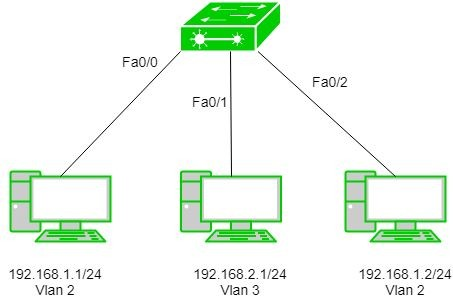 Fa0/0
Fa0/1
Fa0/2
192.168.1.1/24
Vlan 2
192.168.2.1/24
Vlan 3
192.168.1.2/24
Vlan 2